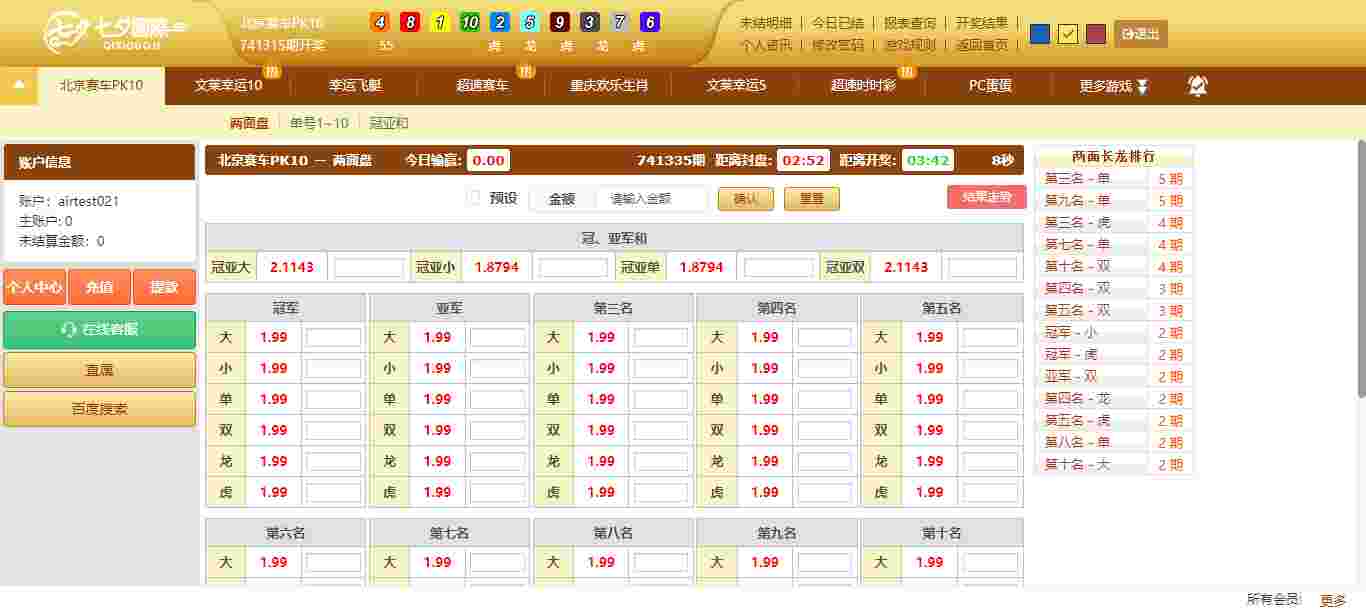 七夕国際
QIXIGUOJI
北京赛车PK10
741315期开奖
4 8 1 10 2 5 9 3 7 6
55 虎 龙 虎 龙 虎
未结明细 今日已结 报表查询 开奖结果
个人资讯 修改密码 游戏规则 返回首页
退出
北京赛车PK10 文莱幸运10 热 幸运飞艇 超速赛车 热 重庆欢乐生肖 文莱幸运5 超速时时彩 热 PC蛋蛋 更多游戏
两面盘 单号1~10 冠亚和
账户信息
账户：airtest021
主账户: 0
未结算金额：0
个人中心 充值 提款
在线客服
直属
百度搜索
北京赛车PK10 — 两面盘 今日输赢: 0.00 741335期 距离封盘: 02:52 距离开奖: 03:42 8秒
预设 金额 请输入金额 确认 重置 结果走势
冠、亚军和
冠亚大 2.1143 冠亚小 1.8794 冠亚单 1.8794 冠亚双 2.1143
冠军 亚军 第三名 第四名 第五名
大 1.99 大 1.99 大 1.99 大 1.99 大 1.99
小 1.99 小 1.99 小 1.99 小 1.99 小 1.99
单 1.99 单 1.99 单 1.99 单 1.99 单 1.99
双 1.99 双 1.99 双 1.99 双 1.99 双 1.99
龙 1.99 龙 1.99 龙 1.99 龙 1.99 龙 1.99
虎 1.99 虎 1.99 虎 1.99 虎 1.99 虎 1.99
第六名 第七名 第八名 第九名 第十名
大 1.99 大 1.99 大 1.99 大 1.99 大 1.99
两面长龙排行
第三名 - 单 5 期
第九名 - 单 5 期
第三名 - 虎 4 期
第七名 - 单 4 期
第十名 - 双 4 期
第四名 - 双 3 期
第五名 - 双 3 期
冠军 - 小 2 期
冠军 - 虎 2 期
亚军 - 双 2 期
第四名 - 龙 2 期
第五名 - 虎 2 期
第八名 - 单 2 期
第十名 - 大 2 期
所有会员! 更多